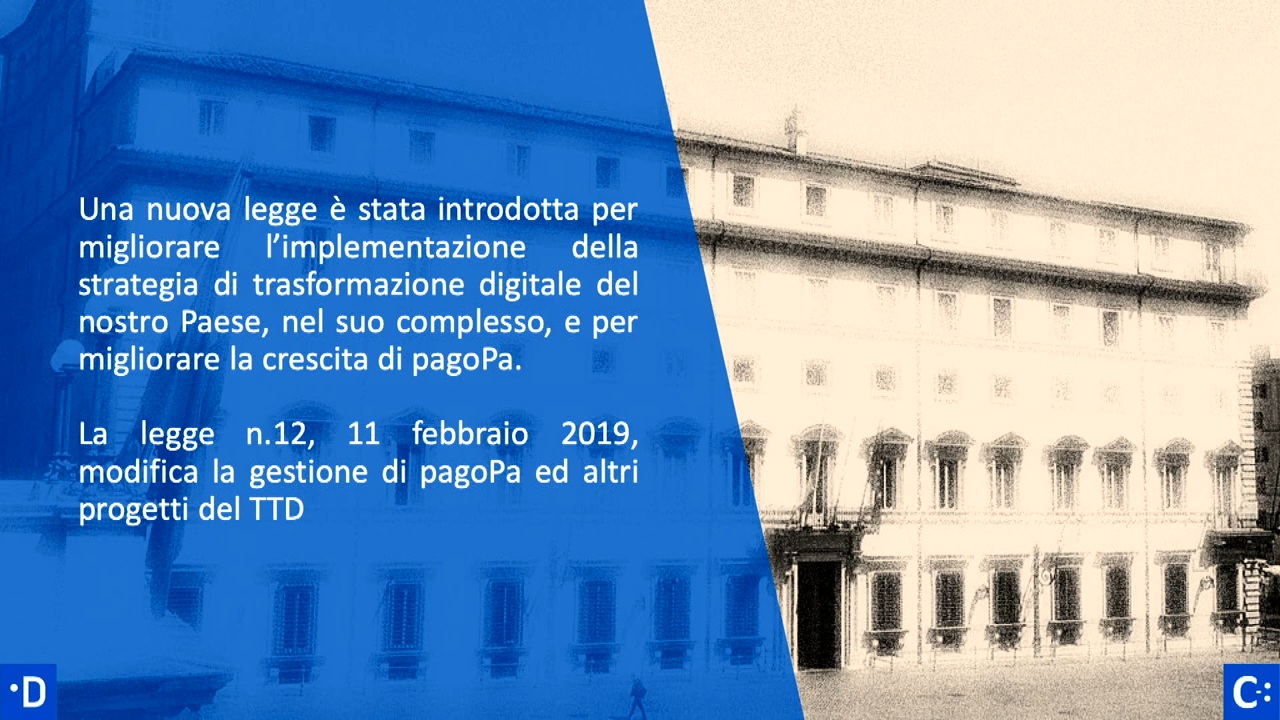 Una nuova legge è stata introdotta per
migliorare l’implementazione della
strategia di trasformazione digitale del
nostro Paese, nel suo complesso, e per
migliorare la crescita di pagoPa.
La legge n.12, 11 febbraio 2019,
modifica la gestione di pagoPa ed altri
progetti del TTD
·D
C::